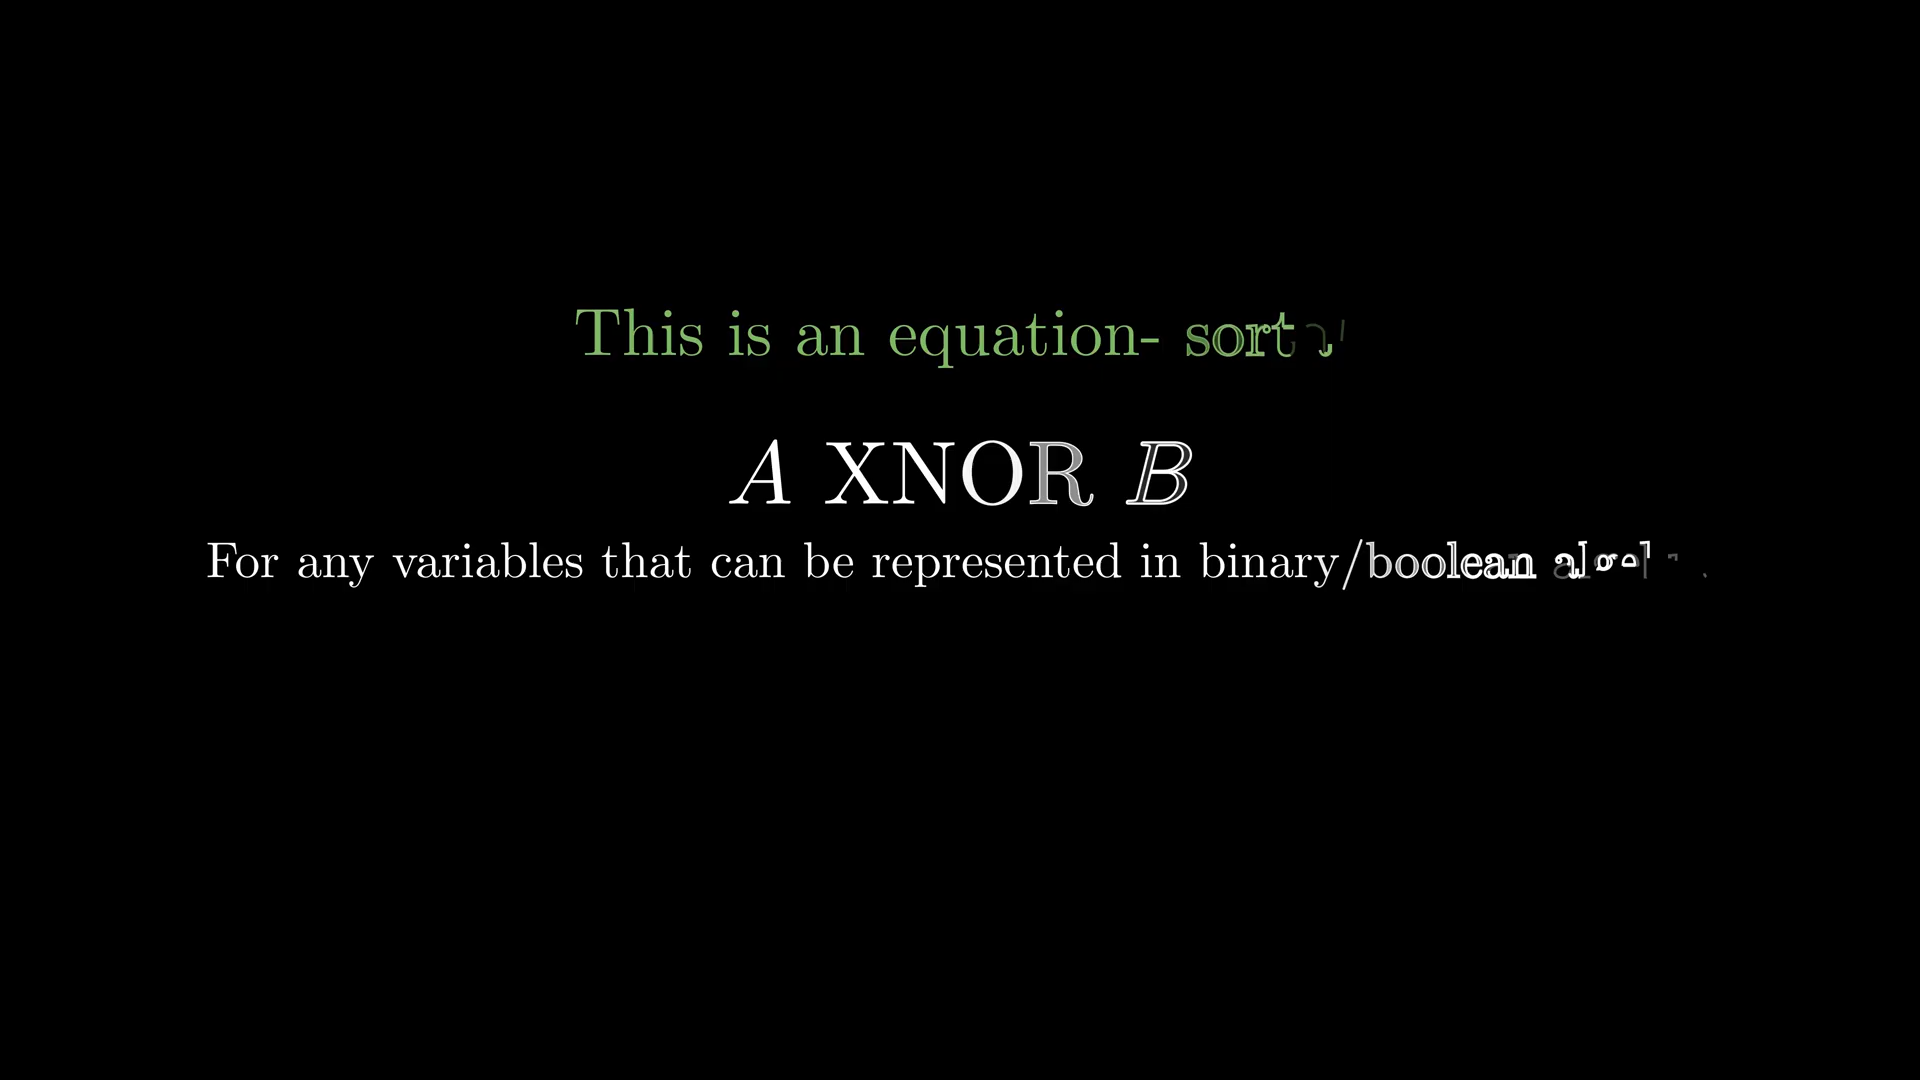 This is an equation- sort
A XNOR B
For any variables that can be represented in binary/boolean